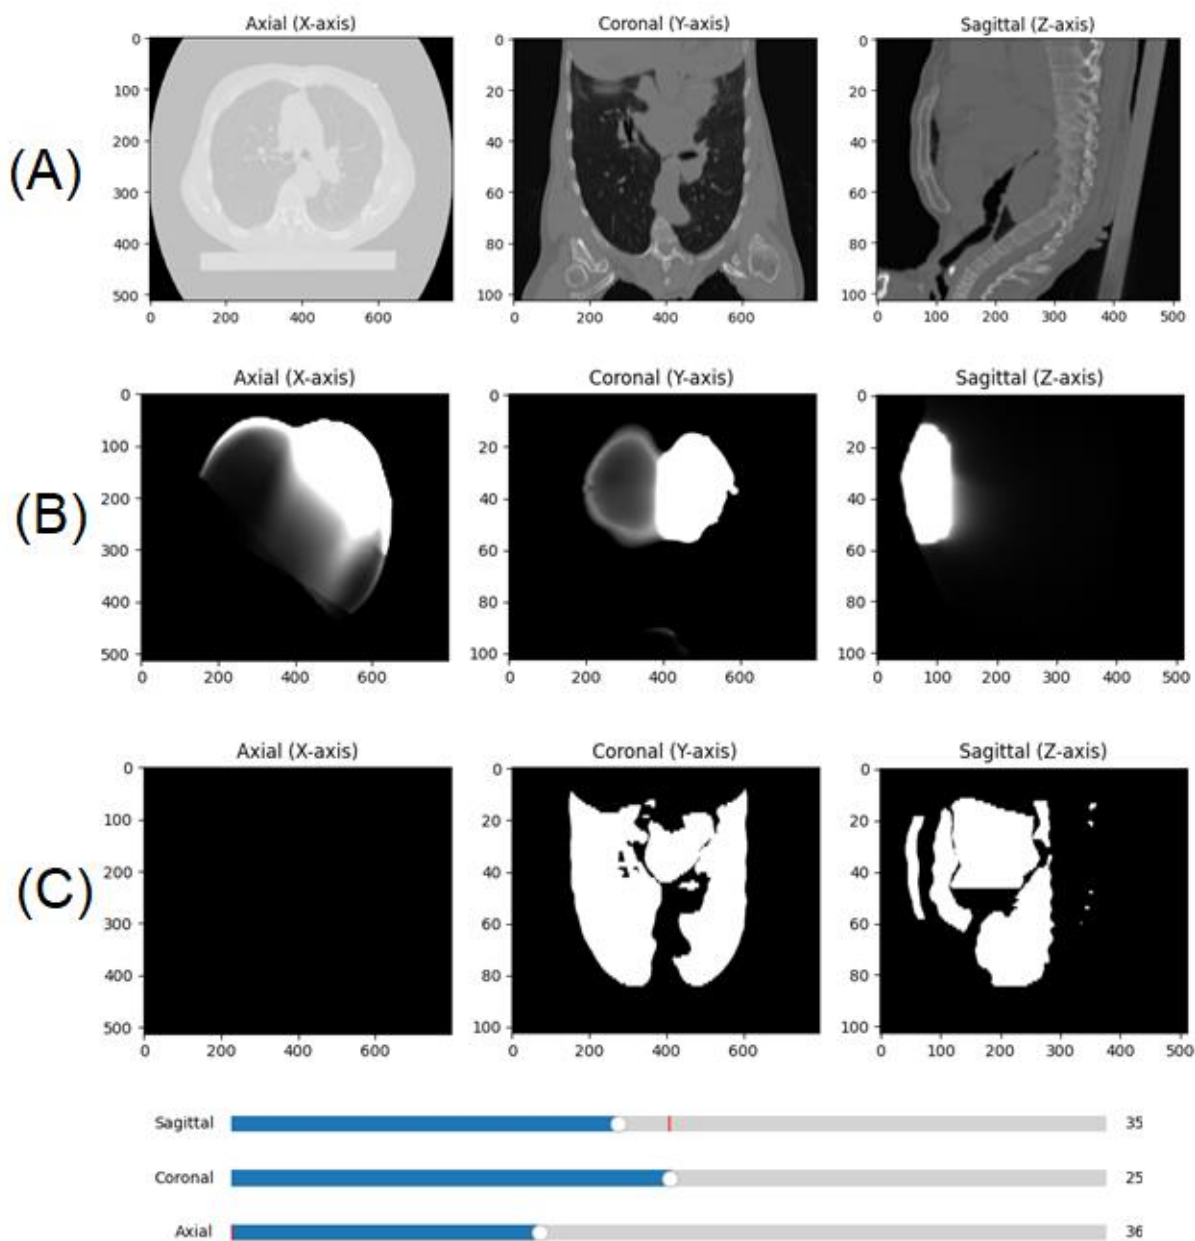 Axial (X-axis) Coronal (Y-axis) Sagittal (Z-axis)
0 0 0
100 20 20
(A) 200 40 40
300 60 60
400 80 80
500 100 100
0 200 400 600 0 200 400 600 0 100 200 300 400 500
Axial (X-axis) Coronal (Y-axis) Sagittal (Z-axis)
0 0 0
100 20 20
(B) 200 40 40
300 60 60
400 80 80
500 100 100
0 200 400 600 0 200 400 600 0 100 200 300 400 500
Axial (X-axis) Coronal (Y-axis) Sagittal (Z-axis)
0 0 0
100 20 20
(C) 200 40 40
300 60 60
400 80 80
500 100 100
0 200 400 600 0 200 400 600 0 100 200 300 400 500
Sagittal 35
Coronal 25
Axial 36